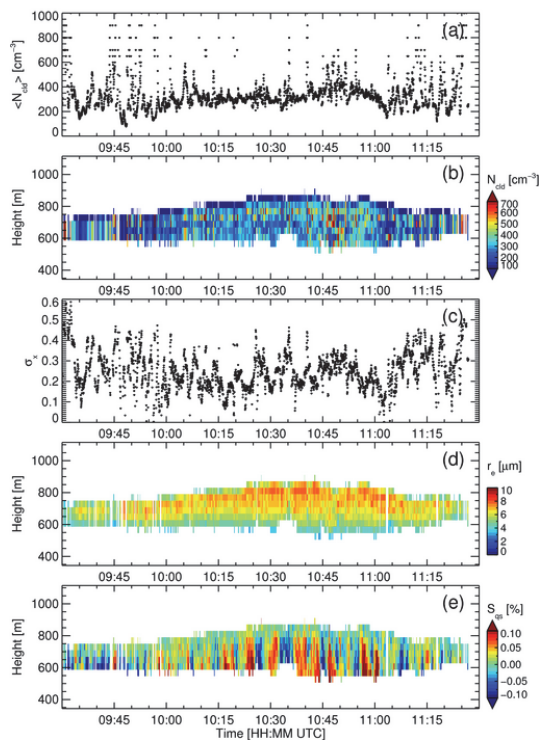 (a)
<N_cld> [cm⁻³]
800
600
400
200
0
09:45 10:00 10:15 10:30 10:45 11:00 11:15
(b)
Height [m]
1000
800
600
400
09:45 10:00 10:15 10:30 10:45 11:00 11:15
N_cld [cm⁻³]
700
600
500
400
300
200
100
(c)
σ_x
0.6
0.5
0.4
0.3
0.2
0.1
0
09:45 10:00 10:15 10:30 10:45 11:00 11:15
(d)
Height [m]
1000
800
600
400
09:45 10:00 10:15 10:30 10:45 11:00 11:15
r_e [μm]
10
8
6
4
2
0
(e)
Height [m]
1000
800
600
400
09:45 10:00 10:15 10:30 10:45 11:00 11:15
Time [HH:MM UTC]
S_qs [%]
0.10
0.05
0.00
-0.05
-0.10